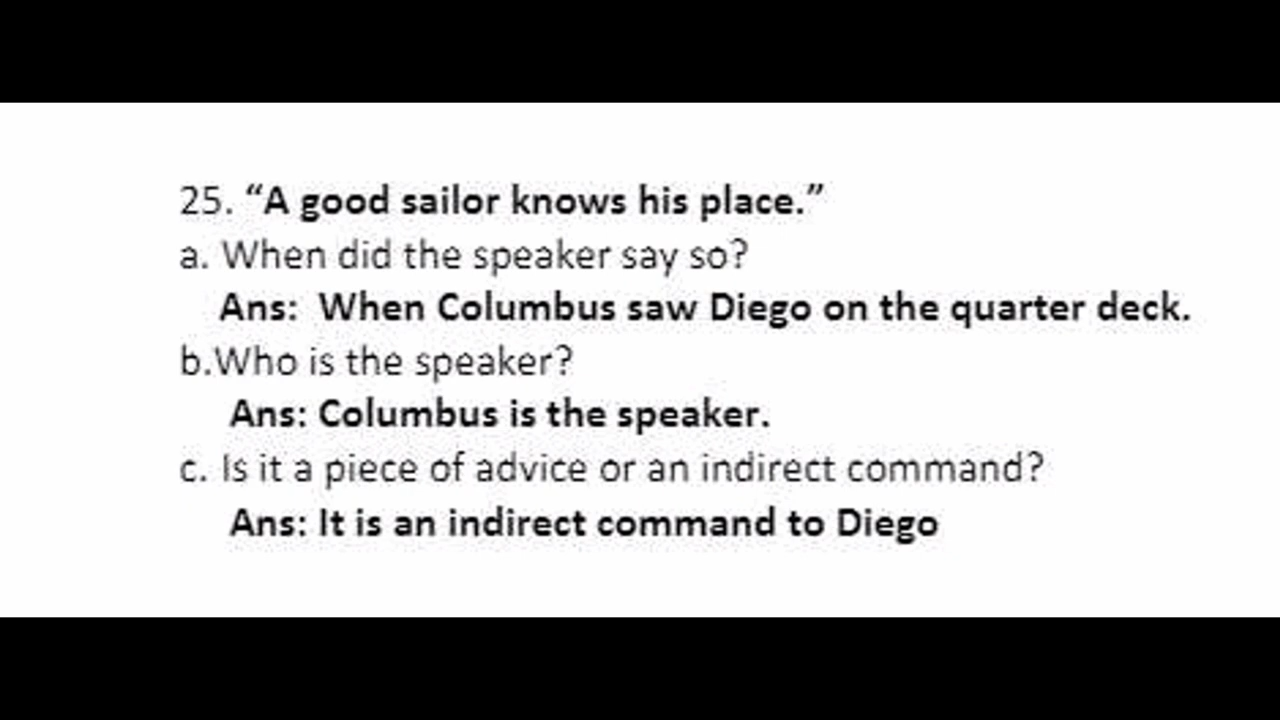 25. “A good sailor knows his place.”
a. When did the speaker say so?
Ans:  When Columbus saw Diego on the quarter deck.
b.Who is the speaker?
Ans: Columbus is the speaker.
c. Is it a piece of advice or an indirect command?
Ans: It is an indirect command to Diego